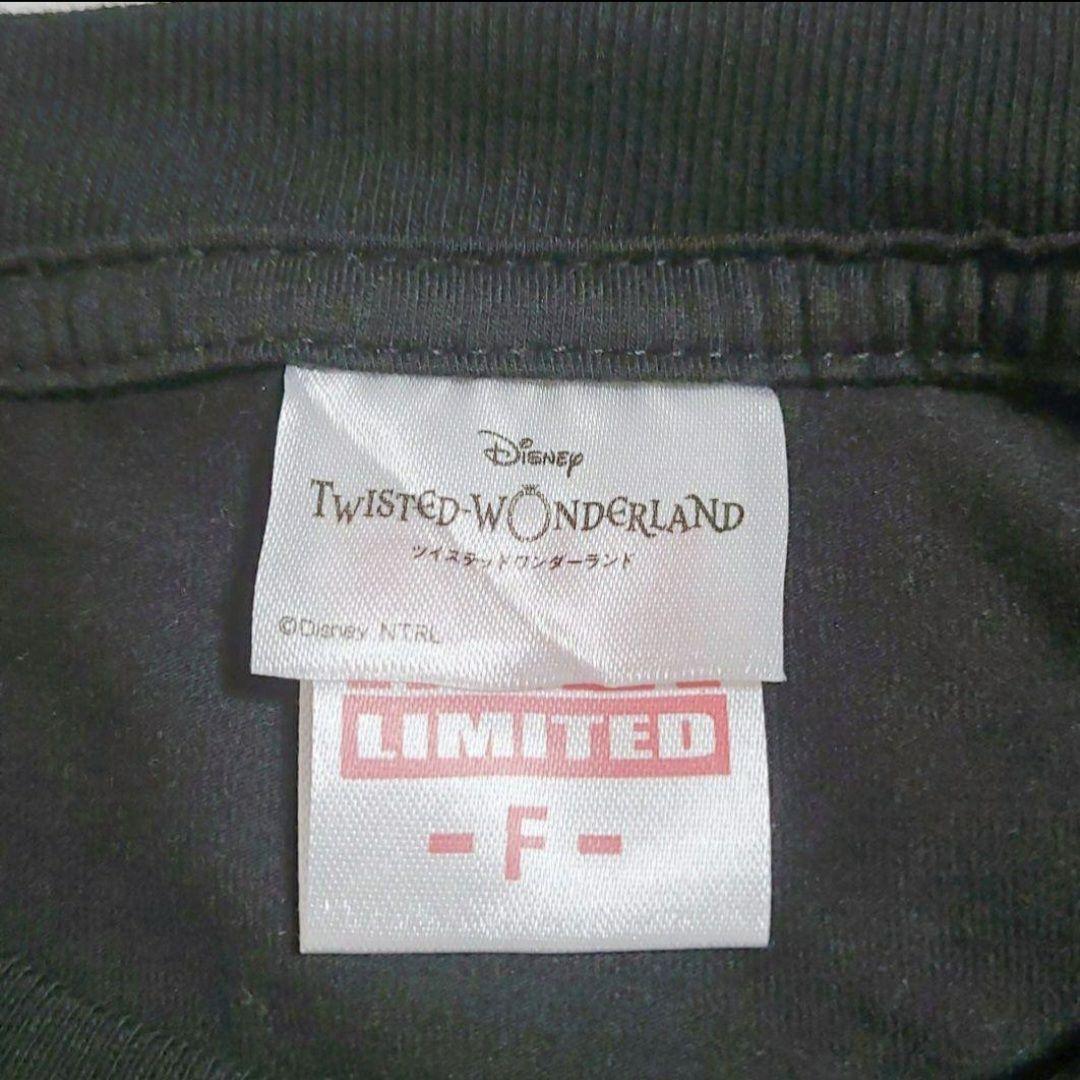 Disney
TWISTED-WONDERLAND
ツイステッドワンダーランド
©Disney NTRL
LIMITED
- F -